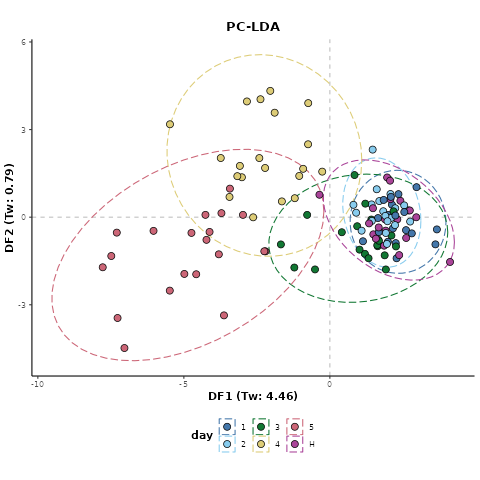 PC-LDA
6
3
0
-3
DF2 (Tw: 0.79)
-10 -5 0
DF1 (Tw: 4.46)
day
1 3 5
2 4 H